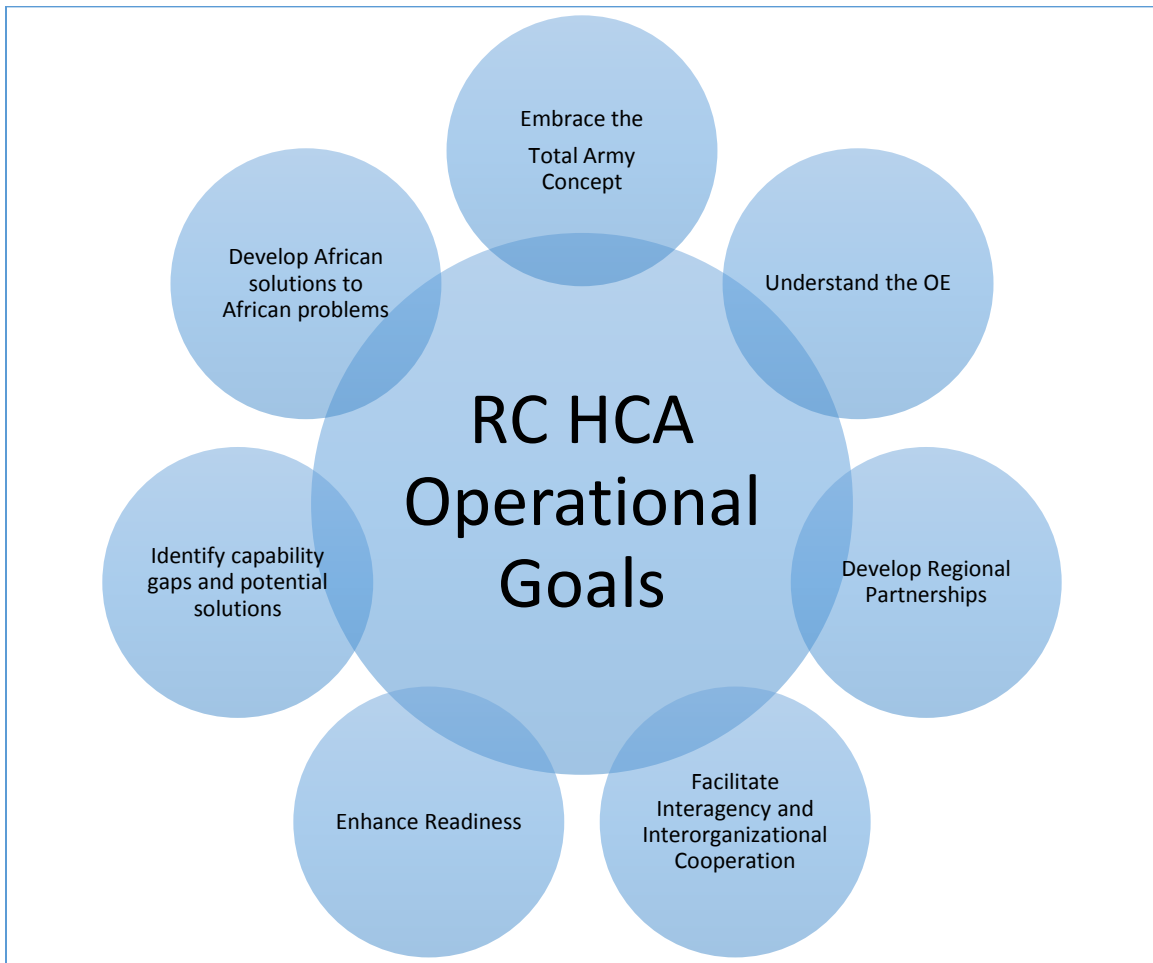 Embrace the
Total Army
Concept
Understand the OE
Develop Regional
Partnerships
Facilitate
Interagency and
Interorganizational
Cooperation
Enhance Readiness
Identify capability
gaps and potential
solutions
Develop African
solutions to
African problems
RC HCA
Operational
Goals